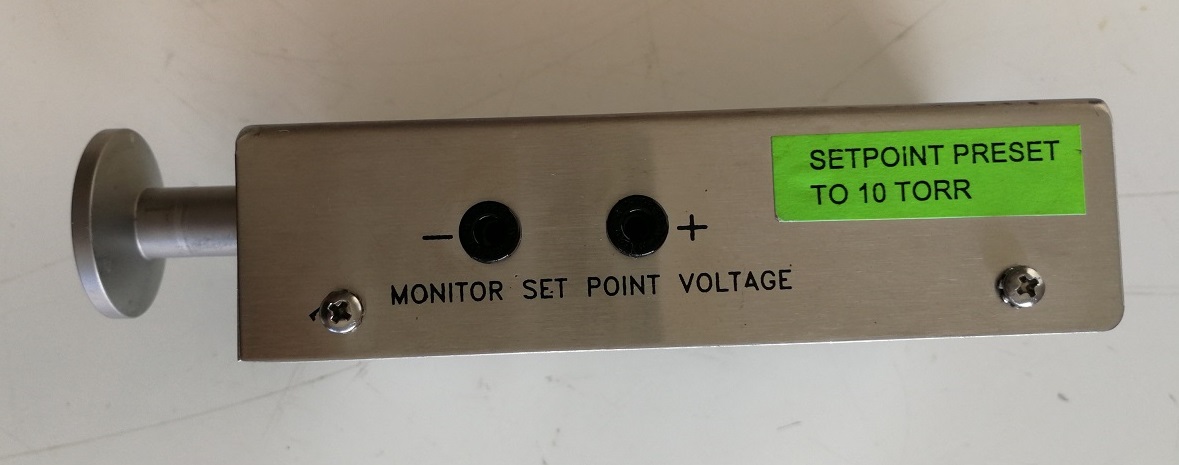 SETPOINT PRESET
TO 10 TORR
− +
MONITOR SET POINT VOLTAGE